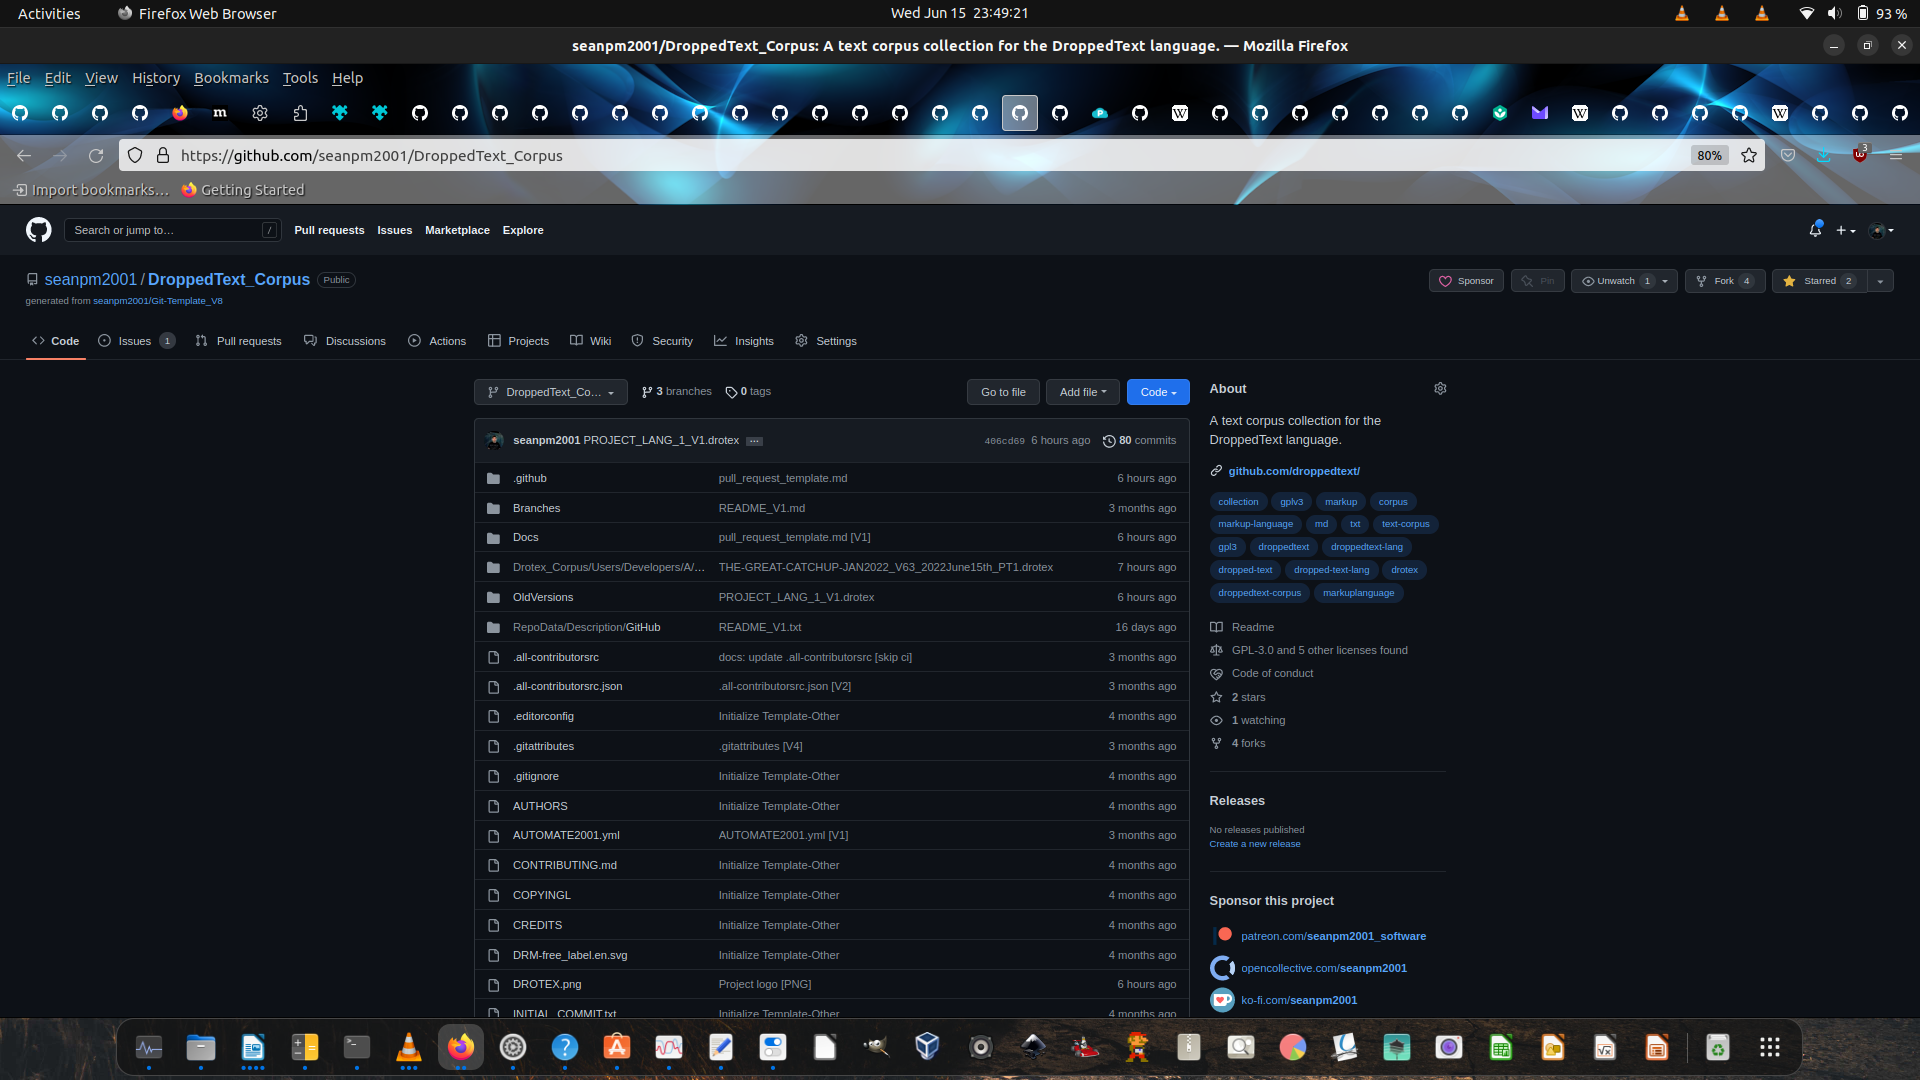 Activities
Firefox Web Browser
Wed Jun 15 23:49:21
93 %
seanpm2001/DroppedText_Corpus: A text corpus collection for the DroppedText language. — Mozilla Firefox
File Edit View History Bookmarks Tools Help
https://github.com/seanpm2001/DroppedText_Corpus
80%
3
Import bookmarks… Getting Started
Search or jump to… /
Pull requests Issues Marketplace Explore
seanpm2001 / DroppedText_Corpus Public
Sponsor Pin Unwatch 1 Fork 4 Starred 2
generated from seanpm2001/Git-Template_V8
Code Issues 1 Pull requests Discussions Actions Projects Wiki Security Insights Settings
DroppedText_Co… 3 branches 0 tags Go to file Add file Code
seanpm2001 PROJECT_LANG_1_V1.drotex … 406cd69 6 hours ago 80 commits
.github pull_request_template.md 6 hours ago
Branches README_V1.md 3 months ago
Docs pull_request_template.md [V1] 6 hours ago
Drotex_Corpus/Users/Developers/A/… THE-GREAT-CATCHUP-JAN2022_V63_2022June15th_PT1.drotex 7 hours ago
OldVersions PROJECT_LANG_1_V1.drotex 6 hours ago
RepoData/Description/GitHub README_V1.txt 16 days ago
.all-contributorsrc docs: update .all-contributorsrc [skip ci] 3 months ago
.all-contributorsrc.json .all-contributorsrc.json [V2] 3 months ago
.editorconfig Initialize Template-Other 4 months ago
.gitattributes .gitattributes [V4] 3 months ago
.gitignore Initialize Template-Other 4 months ago
AUTHORS Initialize Template-Other 4 months ago
AUTOMATE2001.yml AUTOMATE2001.yml [V1] 3 months ago
CONTRIBUTING.md Initialize Template-Other 4 months ago
COPYINGL Initialize Template-Other 4 months ago
CREDITS Initialize Template-Other 4 months ago
DRM-free_label.en.svg Initialize Template-Other 4 months ago
DROTEX.png Project logo [PNG] 6 hours ago
INITIAL_COMMIT.txt Initialize Template-Other 4 months ago
About
A text corpus collection for the
DroppedText language.
github.com/droppedtext/
collection gplv3 markup corpus
markup-language md txt text-corpus
gpl3 droppedtext droppedtext-lang
dropped-text dropped-text-lang drotex
droppedtext-corpus markuplanguage
Readme
GPL-3.0 and 5 other licenses found
Code of conduct
2 stars
1 watching
4 forks
Releases
No releases published
Create a new release
Sponsor this project
patreon.com/seanpm2001_software
opencollective.com/seanpm2001
ko-fi.com/seanpm2001